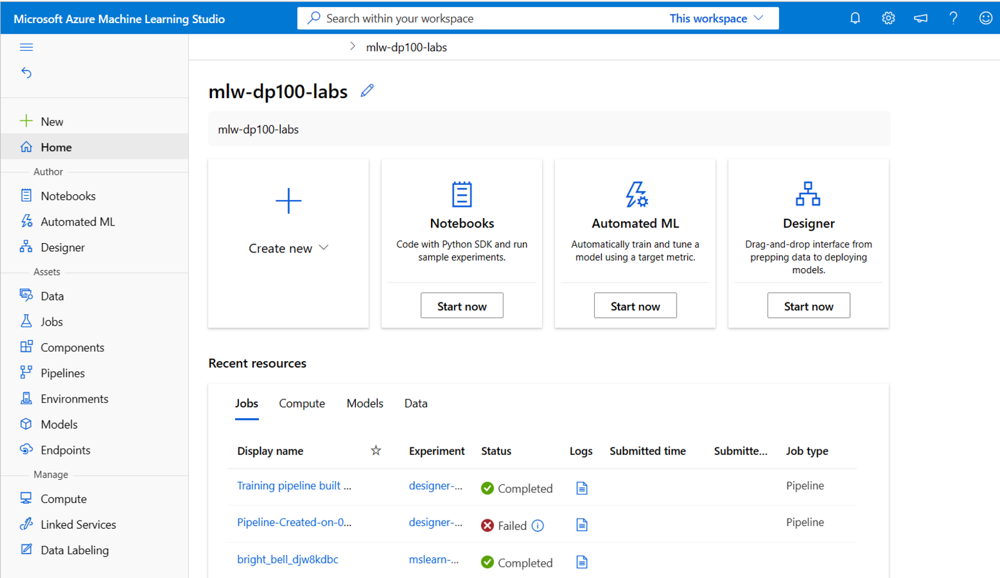 Microsoft Azure Machine Learning Studio
Search within your workspace
This workspace
mlw-dp100-labs
New
Home
Author
Notebooks
Automated ML
Designer
Assets
Data
Jobs
Components
Pipelines
Environments
Models
Endpoints
Manage
Compute
Linked Services
Data Labeling
mlw-dp100-labs
mlw-dp100-labs
Create new
Notebooks
Code with Python SDK and run
sample experiments.
Start now
Automated ML
Automatically train and tune a
model using a target metric.
Start now
Designer
Drag-and-drop interface from
prepping data to deploying
models.
Start now
Recent resources
Jobs Compute Models Data
Display name Experiment Status Logs Submitted time Submitte... Job type
Training pipeline built ... designer-... Completed Pipeline
Pipeline-Created-on-0... designer-... Failed Pipeline
bright_bell_djw8kdbc mslearn-... Completed